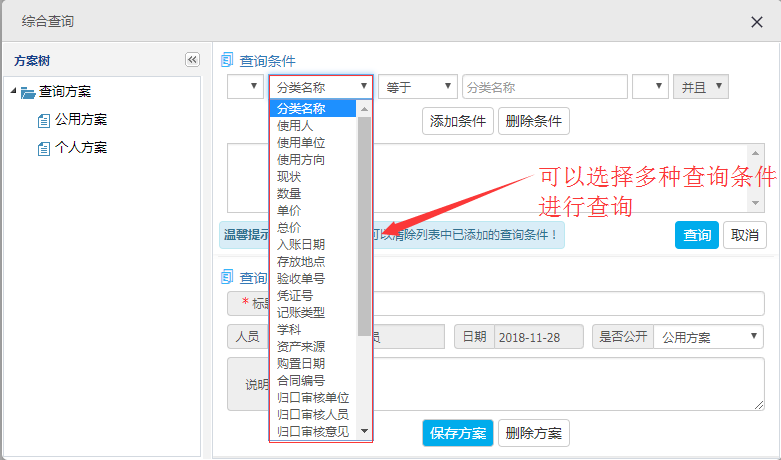 综合查询
方案树
查询方案
公用方案
个人方案
查询条件
分类名称 等于 分类名称 并且
添加条件 删除条件
分类名称
使用人
使用单位
使用方向
现状
数量
单价
总价
入账日期
存放地点
验收单号
凭证号
记账类型
学科
资产来源
购置日期
合同编号
归口审核单位
归口审核人员
归口审核意见
可以选择多种查询条件
进行查询
温馨提示 可以清除列表中已添加的查询条件！
查询 取消
查询
* 标题
人员 员 日期 2018-11-28 是否公开 公用方案
说明
保存方案 删除方案